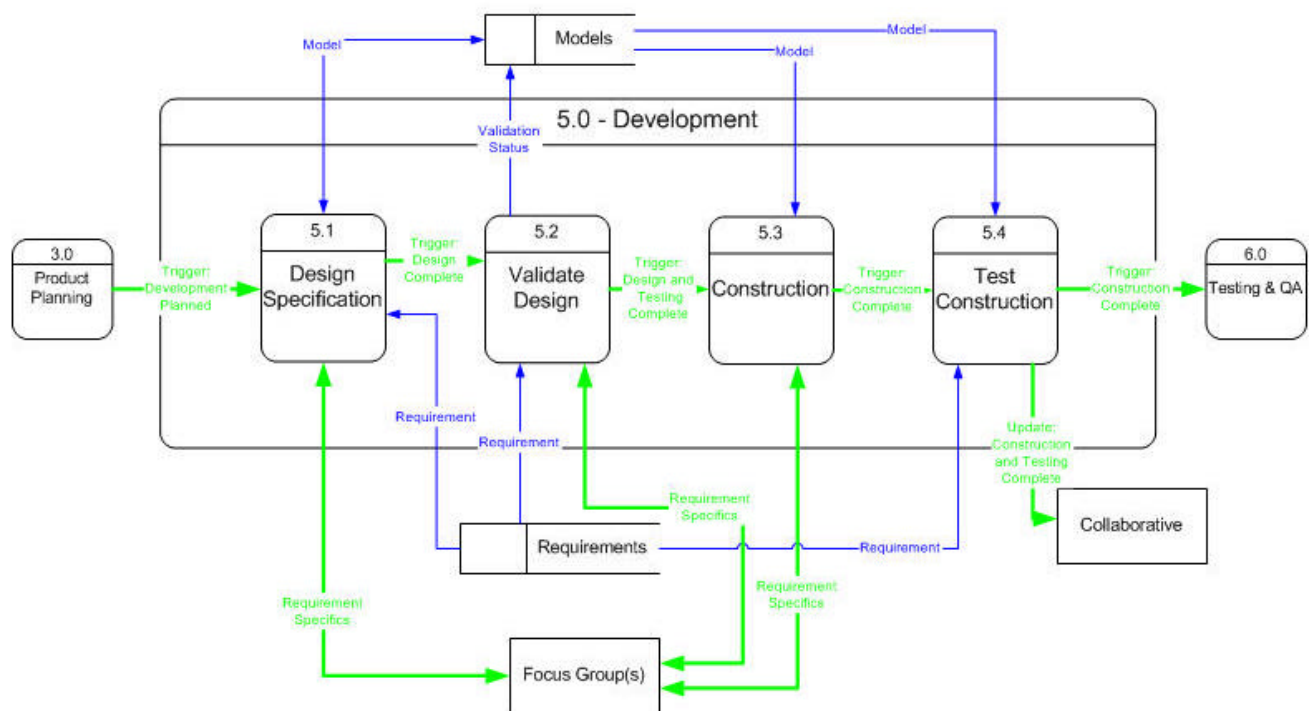 Models
Model
Model
Model
5.0 - Development
Validation
Status
5.1
Design
Specification
5.2
Validate
Design
5.3
Construction
5.4
Test
Construction
3.0
Product
Planning
6.0
Testing & QA
Trigger:
Development
Planned
Trigger:
Design
Complete
Trigger:
Design and
Testing
Complete
Trigger:
Construction
Complete
Trigger:
Construction
Complete
Requirement
Requirement
Update:
Construction
and Testing
Complete
Requirement
Specifics
Collaborative
Requirements
Requirement
Requirement
Specifics
Requirement
Specifics
Focus Group(s)